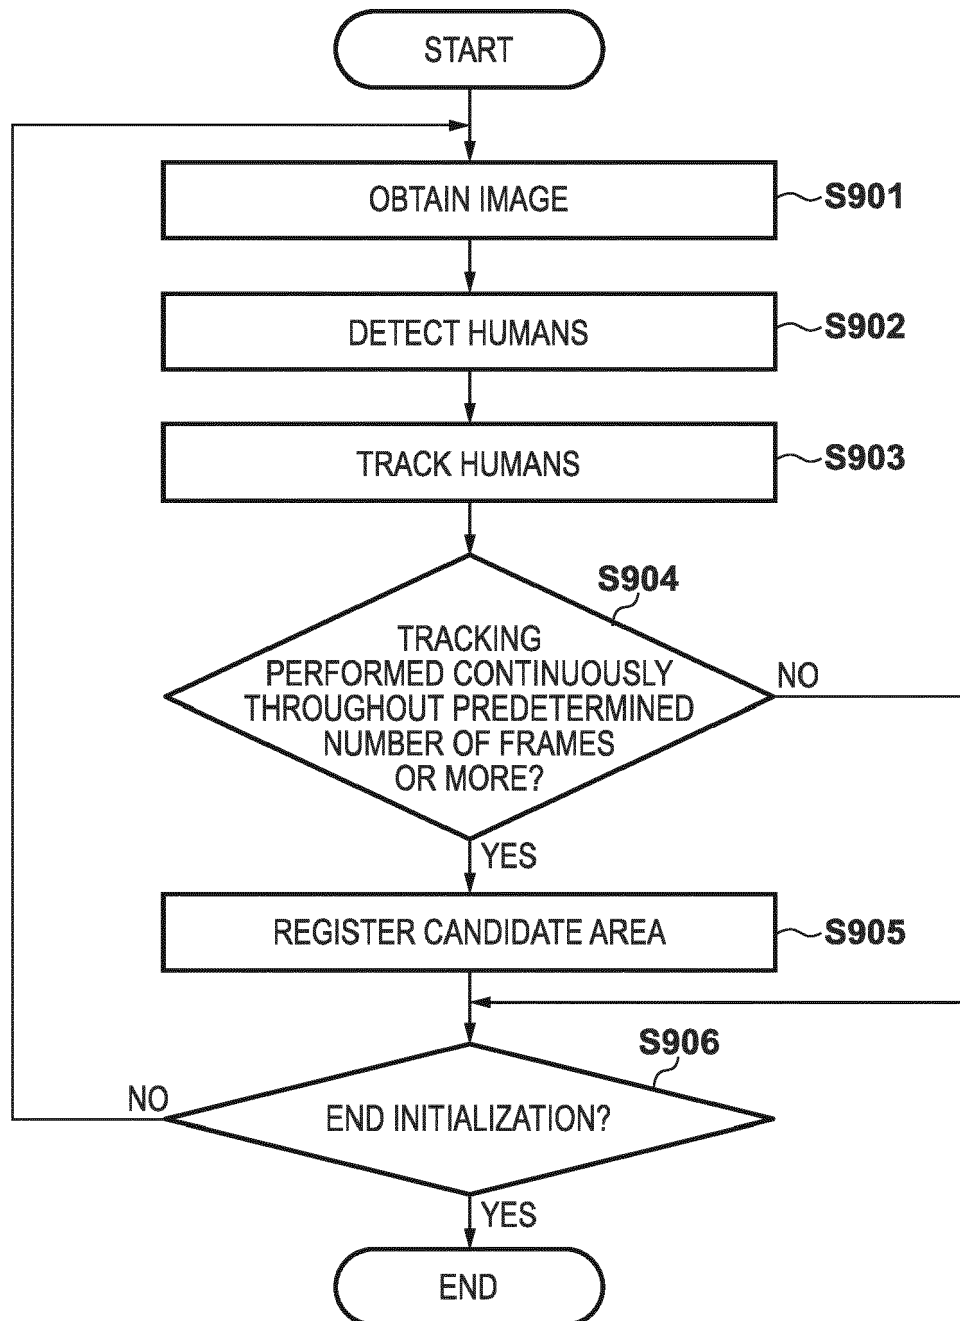 START
OBTAIN IMAGE
S901
DETECT HUMANS
S902
TRACK HUMANS
S903
S904
TRACKING
PERFORMED CONTINUOUSLY
THROUGHOUT PREDETERMINED
NUMBER OF FRAMES
OR MORE?
NO
YES
REGISTER CANDIDATE AREA
S905
S906
NO
END INITIALIZATION?
YES
END